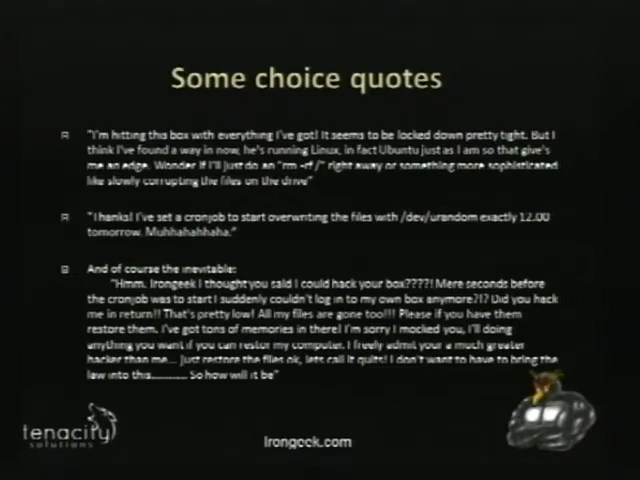 Some choice quotes
"I'm hitting this box with everything I've got! It seems to be locked down pretty tight. But I
think I've found a way in now, he's running Linux, in fact Ubuntu just as I am so that give's
me an edge. Wonder if I'll just do an "rm -rf /" right away or something more sophisticated
like slowly corrupting the files on the drive"
"Thanks! I've set a cronjob to start overwriting the files with /dev/urandom exactly 12.00
tomorrow. Muhhahahhaha."
And of course the inevitable:
"Hmm. Irongeek I thought you said I could hack your box????! Mere seconds before
the cronjob was to start I suddenly couldn't log in to my own box anymore?!? Did you hack
me in return!! That's pretty low! All my files are gone too!!! Please if you have them
restore them. I've got tons of memories in there! I'm sorry I mocked you, I'll doing
anything you want if you can restore my computer. I freely admit your a much greater
hacker than me... Just restore the files ok, lets call it quits! I don't want to have to bring the
law into this............ So how will it be"
tenacity
solutions
Irongeek.com